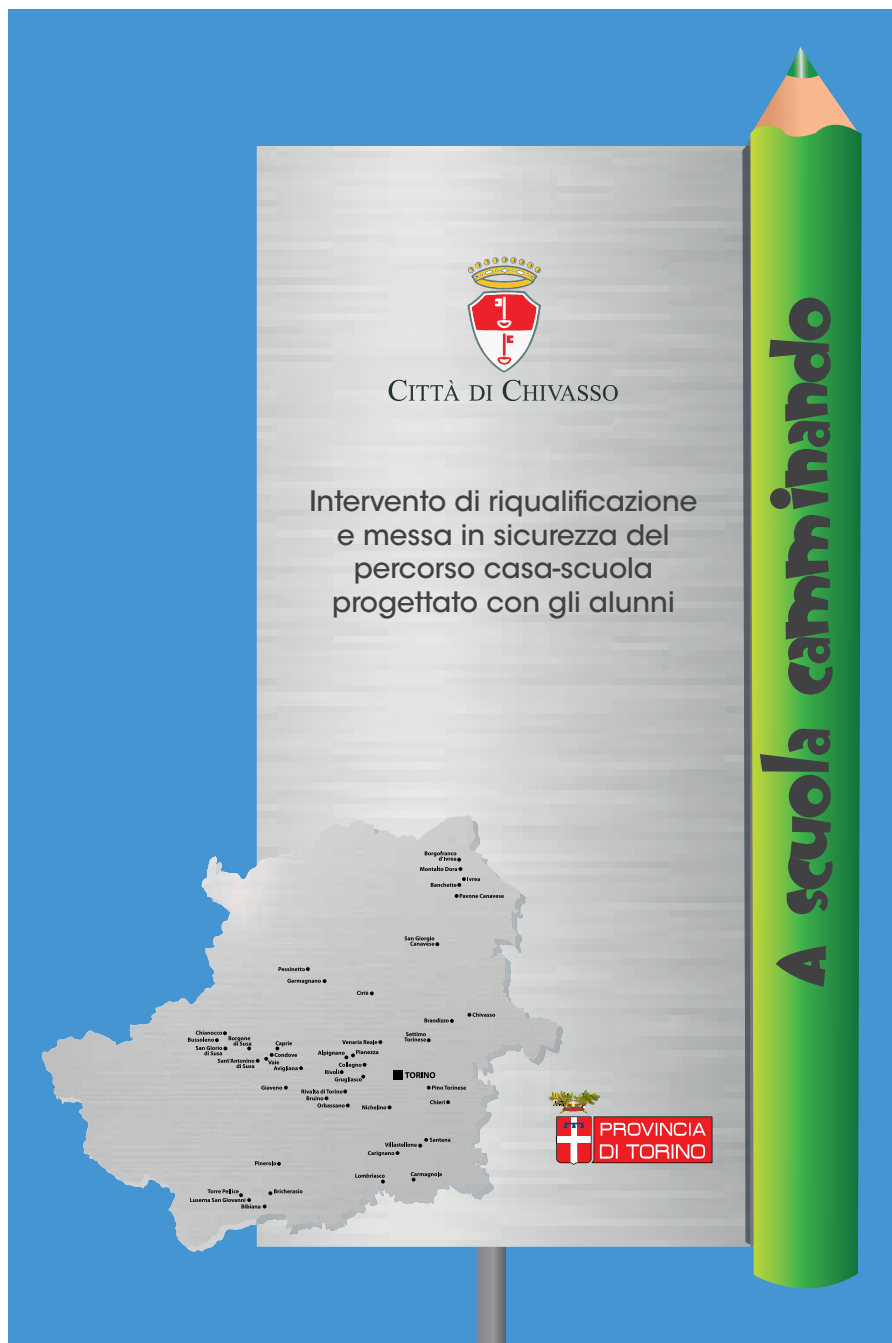 CITTÀ DI CHIVASSO
Intervento di riqualificazione
e messa in sicurezza del
percorso casa-scuola
progettato con gli alunni
A scuola camminando
Borgofranco
d'Ivrea
Montalto Dora
Ivrea
Banchette
Pavone Canavese
San Giorgio
Canavese
Pessinetto
Germagnano
Ciriè
Chivasso
Brandizzo
Settimo
Torinese
Chianocco
Bussoleno
Borgone
di Susa
San Giorio
di Susa
Caprie
Condove
Vaie
Sant'Antonino
di Susa
Avigliana
Venaria Reale
Alpignano
Pianezza
Collegno
Rivoli
Grugliasco
TORINO
Pino Torinese
Giaveno
Rivalta di Torino
Bruino
Orbassano
Nichelino
Chieri
Santena
Villastellone
Carignano
Pinerolo
Lombriasco
Carmagnola
Torre Pellice
Bricherasio
Luserna San Giovanni
Bibiana
PROVINCIA
DI TORINO